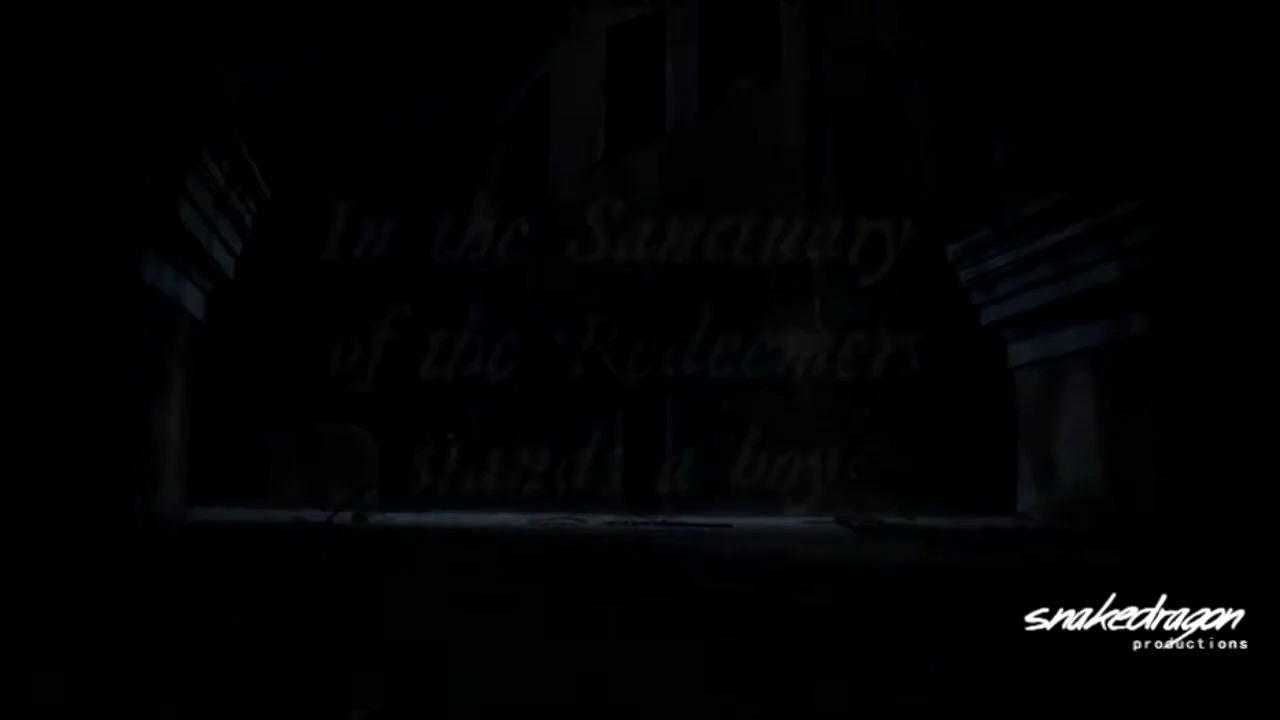 In the Sanctuary
of the Redeemers
stands a boy
snakedragon
productions